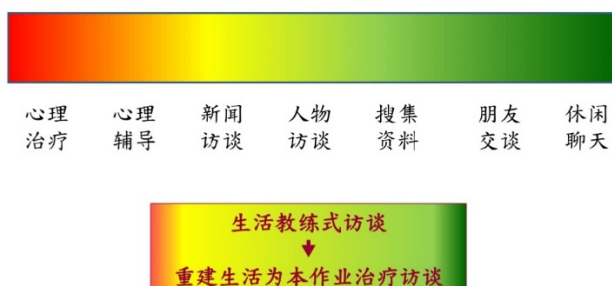 心理 心理 新闻 人物 搜集 朋友 休闲
治疗 辅导 访谈 访谈 资料 交谈 聊天
生活教练式访谈
重建生活为本作业治疗访谈